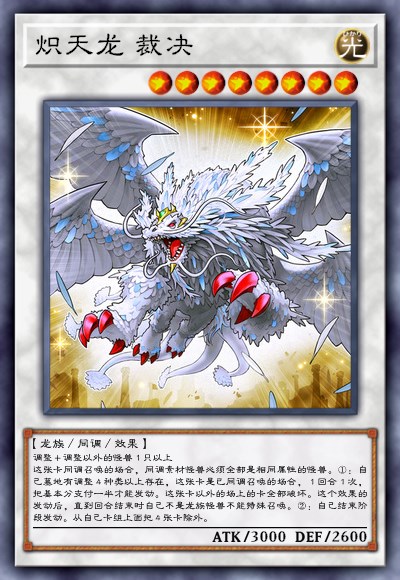 炽天龙 裁决
ひかり
光
【龙族／同调／效果】
调整＋调整以外的怪兽１只以上
这张卡同调召唤的场合，同调素材怪兽必须全部是相同属性的怪兽。①：自
己墓地有调整４种类以上存在，这张卡是已同调召唤的场合，１回合１次，
把基本分支付一半才能发动。这张卡以外的场上的卡全部破坏。这个效果的
发动后，直到回合结束时自己不是龙族怪兽不能特殊召唤。②：自己结束阶
段发动。从自己卡组上面把４张卡除外。
ATK/3000 DEF/2600